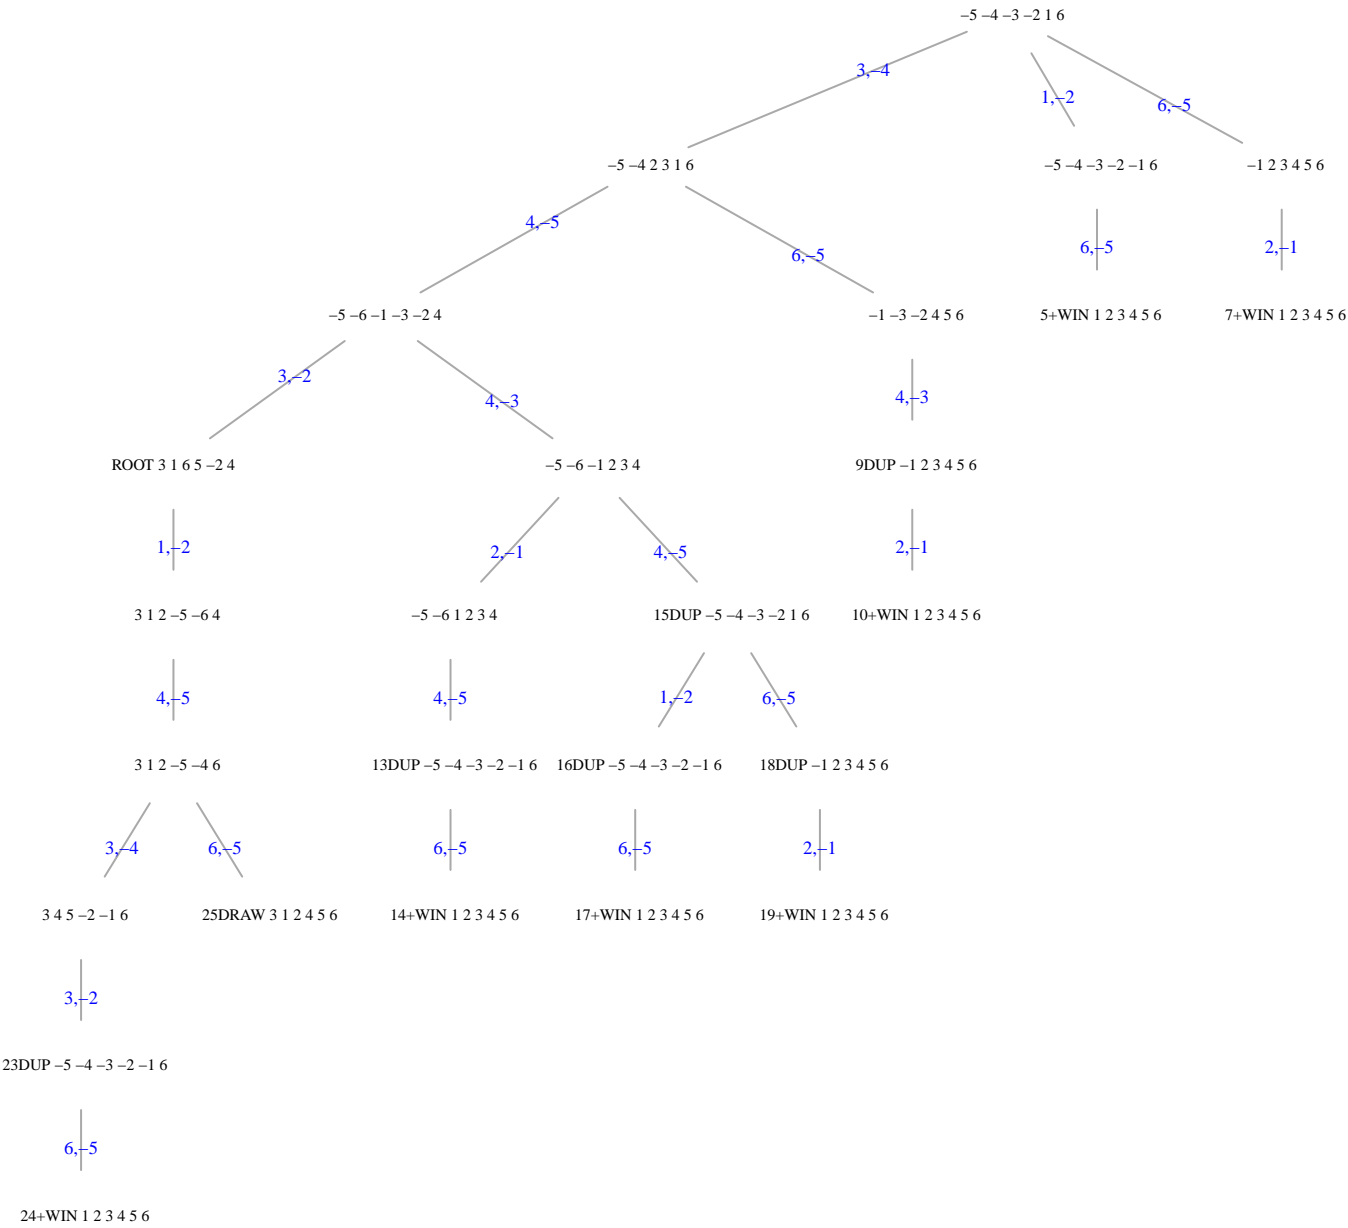 −5 −4 −3 −2 1 6
3,−4
1,−2
6,−5
−5 −4 2 3 1 6
−5 −4 −3 −2 −1 6
−1 2 3 4 5 6
4,−5
6,−5
6,−5
2,−1
−5 −6 −1 −3 −2 4
−1 −3 −2 4 5 6
5+WIN 1 2 3 4 5 6
7+WIN 1 2 3 4 5 6
3,−2
4,−3
4,−3
ROOT 3 1 6 5 −2 4
−5 −6 −1 2 3 4
9DUP −1 2 3 4 5 6
1,−2
2,−1
4,−5
2,−1
3 1 2 −5 −6 4
−5 −6 1 2 3 4
15DUP −5 −4 −3 −2 1 6
10+WIN 1 2 3 4 5 6
4,−5
4,−5
1,−2
6,−5
3 1 2 −5 −4 6
13DUP −5 −4 −3 −2 −1 6
16DUP −5 −4 −3 −2 −1 6
18DUP −1 2 3 4 5 6
3,−4
6,−5
6,−5
6,−5
2,−1
3 4 5 −2 −1 6
25DRAW 3 1 2 4 5 6
14+WIN 1 2 3 4 5 6
17+WIN 1 2 3 4 5 6
19+WIN 1 2 3 4 5 6
3,−2
23DUP −5 −4 −3 −2 −1 6
6,−5
24+WIN 1 2 3 4 5 6